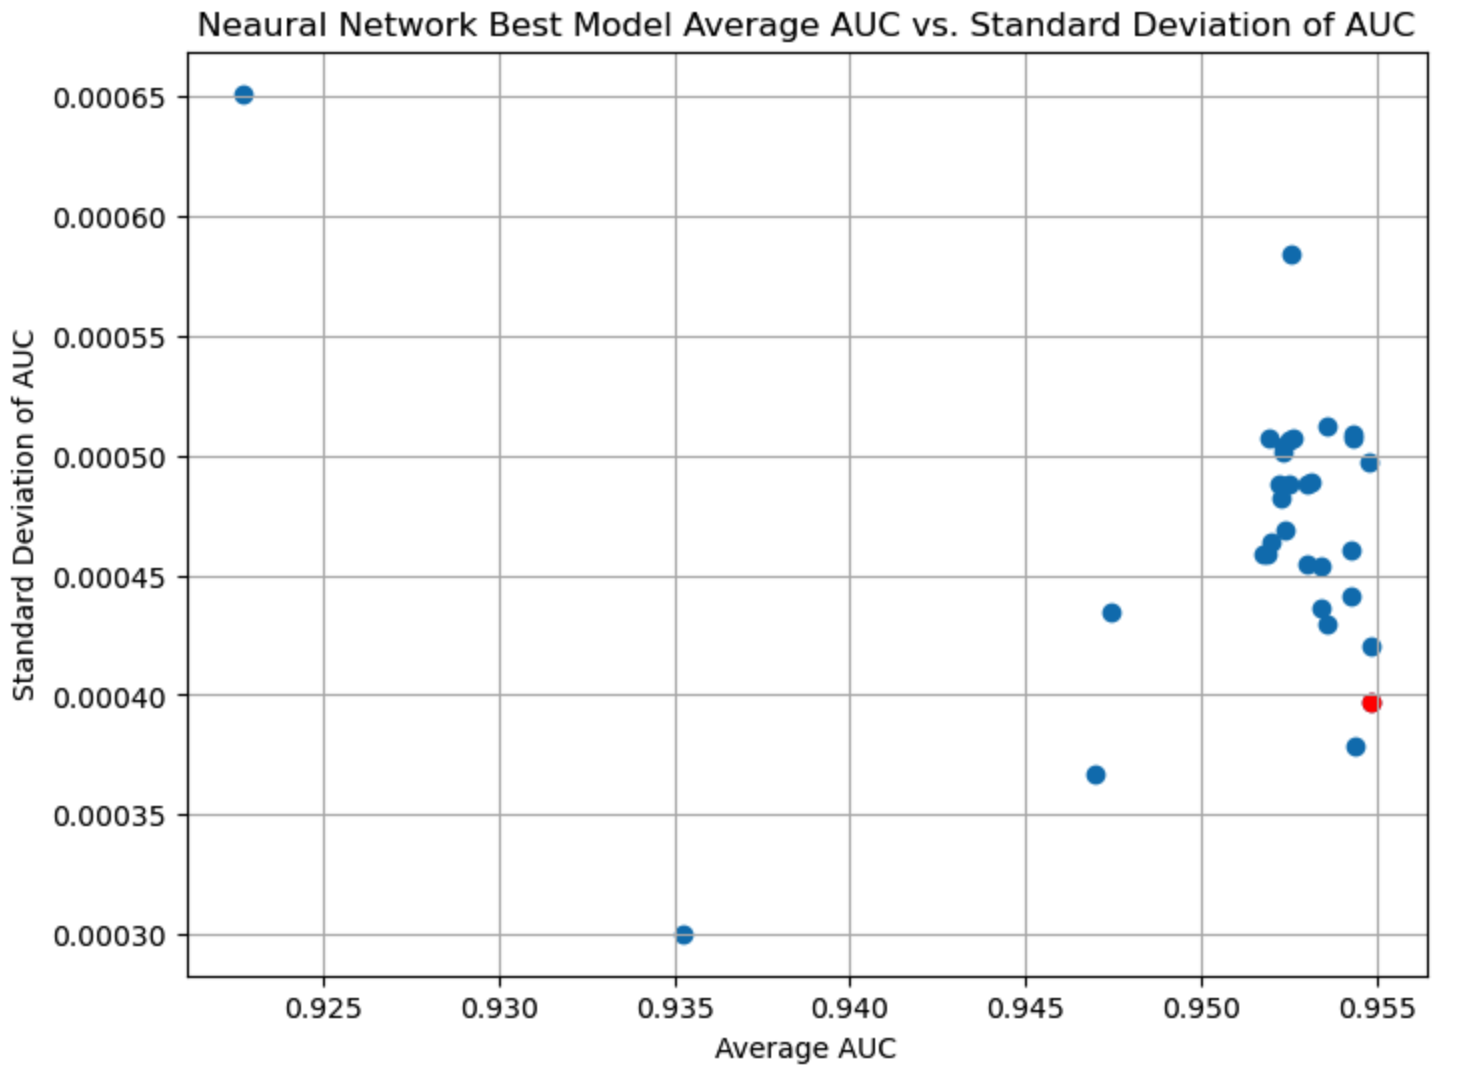 Neaural Network Best Model Average AUC vs. Standard Deviation of AUC
Standard Deviation of AUC
0.00065
0.00060
0.00055
0.00050
0.00045
0.00040
0.00035
0.00030
0.925 0.930 0.935 0.940 0.945 0.950 0.955
Average AUC